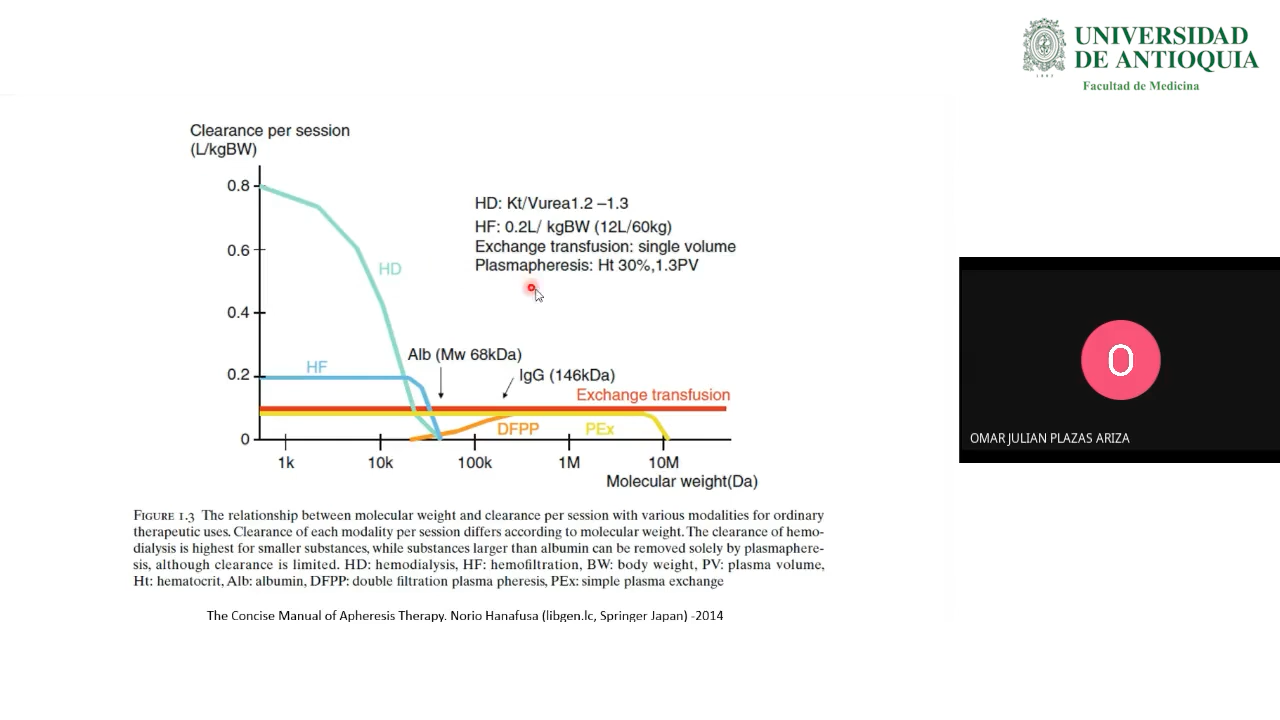 UNIVERSIDAD
DE ANTIOQUIA
1803
Facultad de Medicina
Clearance per session
(L/kgBW)
0.8
0.6
0.4
0.2
0
HD: Kt/Vurea1.2 –1.3
HF: 0.2L/ kgBW (12L/60kg)
Exchange transfusion: single volume
Plasmapheresis: Ht 30%,1.3PV
HD
HF
Alb (Mw 68kDa)
IgG (146kDa)
Exchange transfusion
DFPP
PEx
1k
10k
100k
1M
10M
Molecular weight(Da)
FIGURE 1.3 The relationship between molecular weight and clearance per session with various modalities for ordinary
therapeutic uses. Clearance of each modality per session differs according to molecular weight. The clearance of hemo-
dialysis is highest for smaller substances, while substances larger than albumin can be removed solely by plasmaphere-
sis, although clearance is limited. HD: hemodialysis, HF: hemofiltration, BW: body weight, PV: plasma volume,
Ht: hematocrit, Alb: albumin, DFPP: double filtration plasma pheresis, PEx: simple plasma exchange
The Concise Manual of Apheresis Therapy. Norio Hanafusa (libgen.lc, Springer Japan) -2014
O
OMAR JULIAN PLAZAS ARIZA